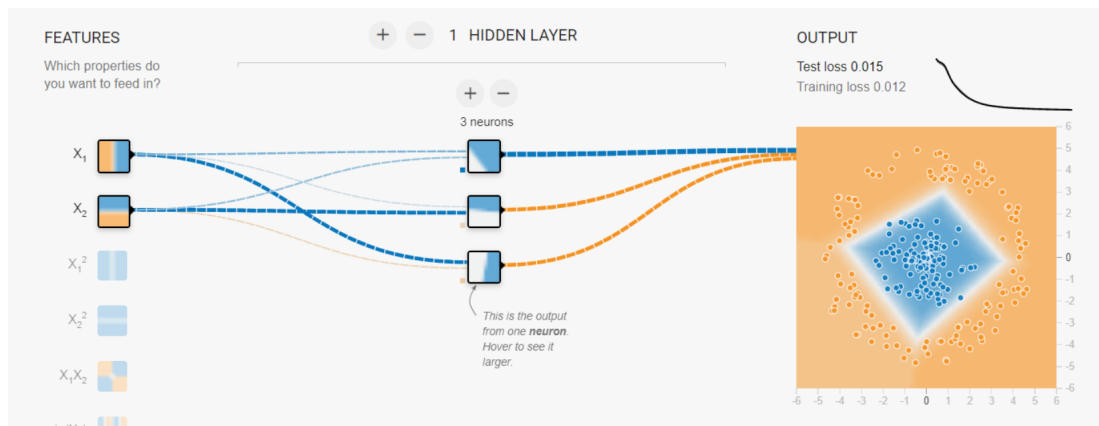 FEATURES
Which properties do
you want to feed in?
+ − 1 HIDDEN LAYER
+ −
3 neurons
OUTPUT
Test loss 0.015
Training loss 0.012
X₁
X₂
X₁²
X₂²
X₁X₂
This is the output
from one neuron.
Hover to see it
larger.
6
5
4
3
2
1
0
-1
-2
-3
-4
-5
-6
-6 -5 -4 -3 -2 -1 0 1 2 3 4 5 6